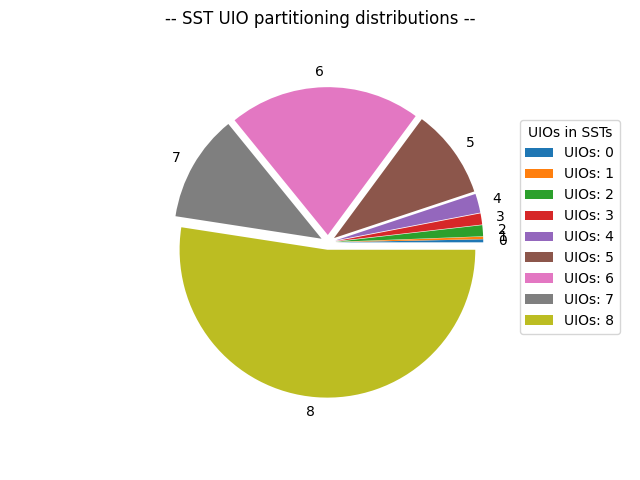 -- SST UIO partitioning distributions --
6
5
7
4
3
2
1
0
8
UIOs in SSTs
UIOs: 0
UIOs: 1
UIOs: 2
UIOs: 3
UIOs: 4
UIOs: 5
UIOs: 6
UIOs: 7
UIOs: 8